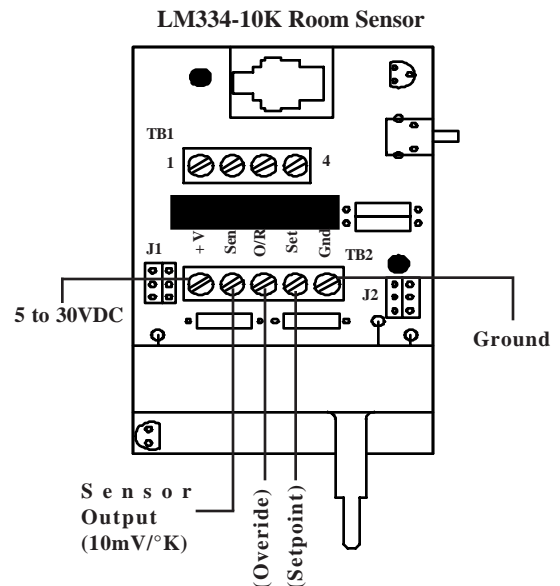 LM334-10K Room Sensor
TB1
1
4
+V
Sen
O/R
Set
Gnd
J1
TB2
J2
5 to 30VDC
Ground
Sensor
Output
(10mV/°K)
(Overide)
(Setpoint)